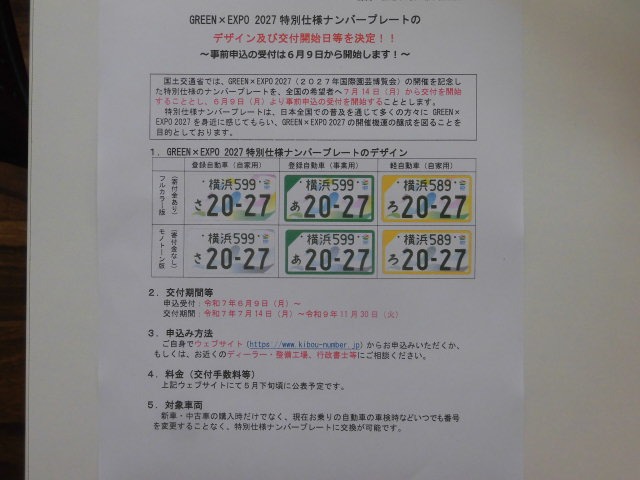 GREEN×EXPO 2027特別仕様ナンバープレートの
デザイン及び交付開始日等を決定！！
～事前申込の受付は６月９日から開始します！～
国土交通省では、GREEN×EXPO 2027（２０２７年国際園芸博覧会）の開催を記念し
た特別仕様のナンバープレートを、全国の希望者へ７月14日（月）から交付を開始
することとし、６月９日（月）より事前申込の受付を開始することとします。
特別仕様ナンバープレートは、日本全国での普及を通じて多くの方々に GREEN×
EXPO 2027を身近に感じてもらい、GREEN×EXPO 2027の開催機運の醸成を図ることを
目的としております。
１．GREEN×EXPO 2027特別仕様ナンバープレートのデザイン
登録自動車（自家用） 登録自動車（事業用） 軽自動車（自家用）
フルカラー版
（寄付金あり）
横浜599 横浜599 横浜589
さ20-27 あ20-27 ろ20-27
モノトーン版
（寄付金なし）
横浜599 横浜599 横浜589
さ20-27 あ20-27 ろ20-27
２．交付期間等
申込受付：令和７年６月９日（月）～
交付期間：令和７年７月14日（月）～令和９年11月30日（火）
３．申込み方法
ご自身でウェブサイト（https://www.kibou-number.jp）からお申込みいただくか、
もしくは、お近くのディーラー・整備工場、行政書士等にご相談ください。
４．料金（交付手数料等）
上記ウェブサイトにて５月下旬頃に公表予定です。
５．対象車両
新車・中古車の購入時だけでなく、現在お乗りの自動車の車検時などいつでも番号
を変更することなく、特別仕様ナンバープレートに交換が可能です。